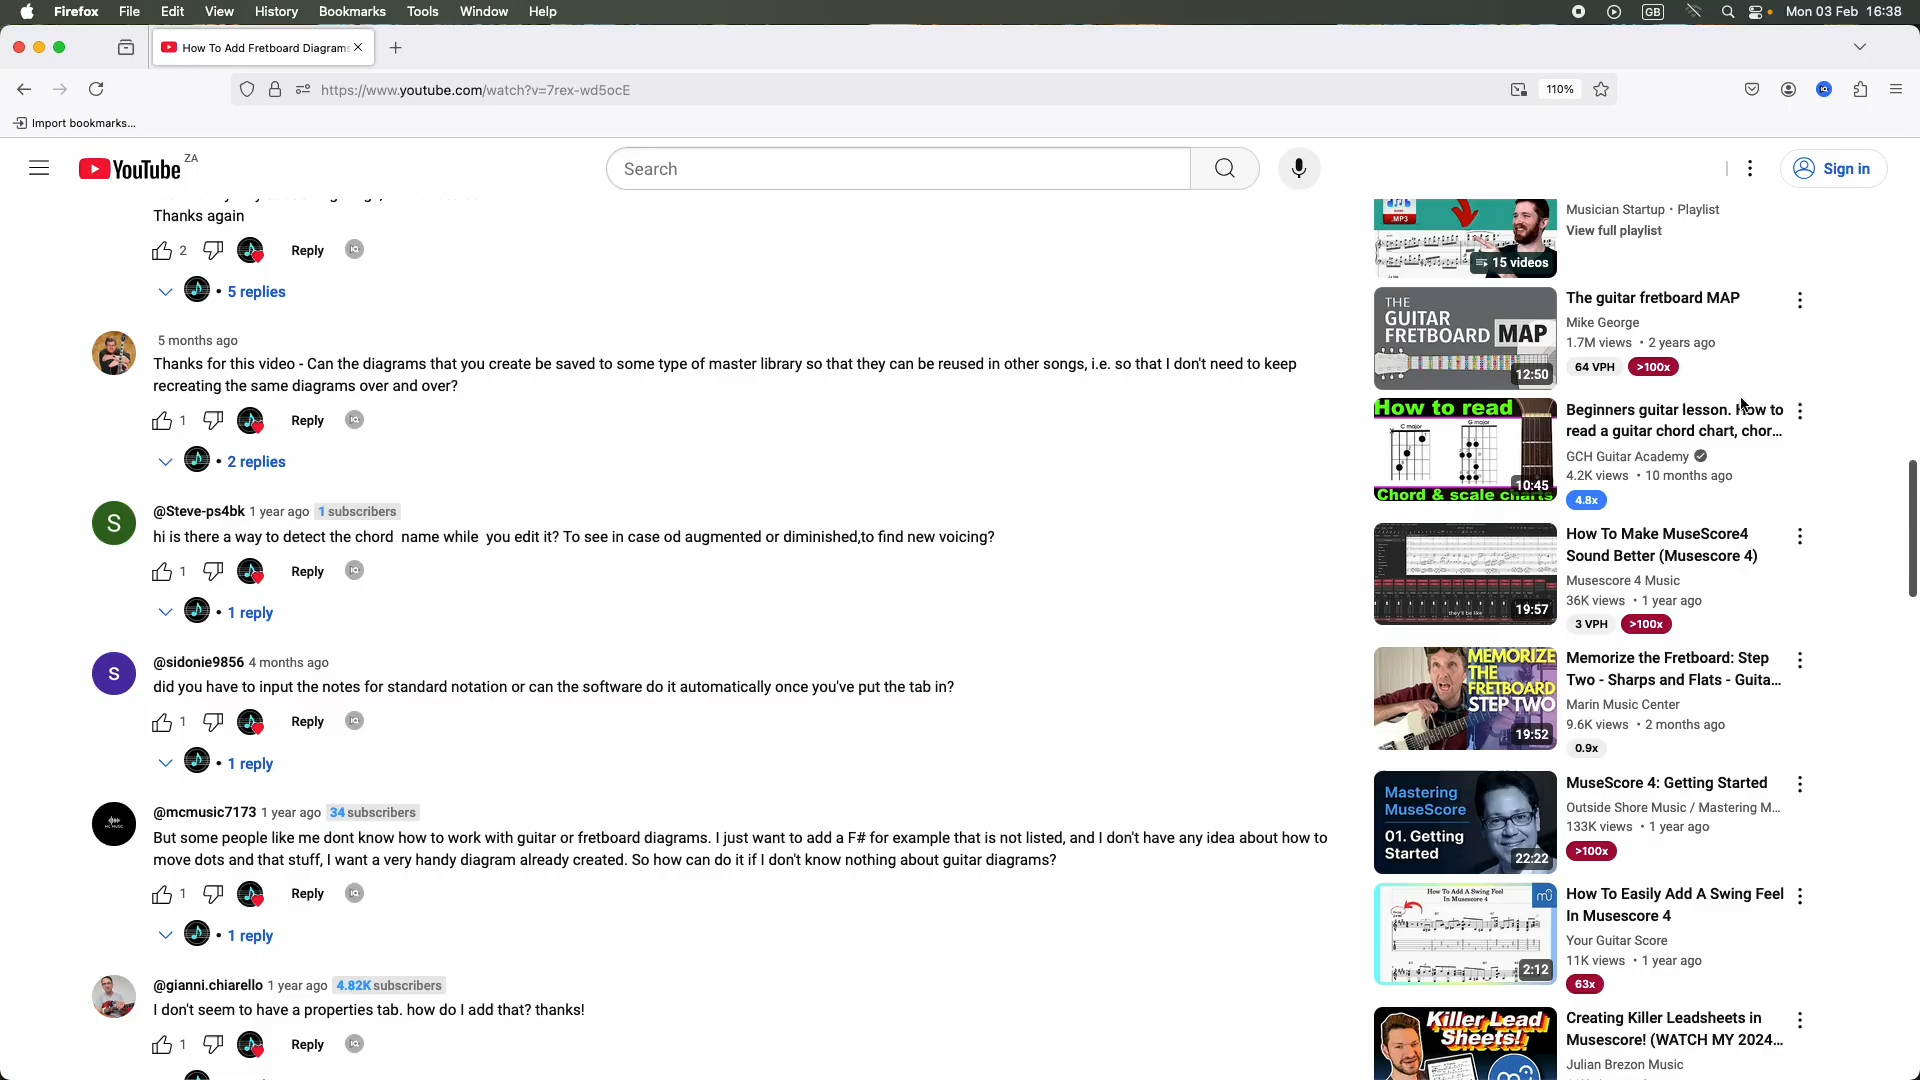 Firefox File Edit View History Bookmarks Tools Window Help
GB
Mon 03 Feb 16:38
How To Add Fretboard Diagram
https://www.youtube.com/watch?v=7rex-wd5ocE
110%
Import bookmarks...
YouTube ZA
Search
Sign in
Thanks again
2 Reply
5 replies
5 months ago
Thanks for this video - Can the diagrams that you create be saved to some type of master library so that they can be reused in other songs, i.e. so that I don't need to keep
recreating the same diagrams over and over?
1 Reply
2 replies
S
@Steve-ps4bk 1 year ago 1 subscribers
hi is there a way to detect the chord name while you edit it? To see in case od augmented or diminished,to find new voicing?
1 Reply
1 reply
S
@sidonie9856 4 months ago
did you have to input the notes for standard notation or can the software do it automatically once you've put the tab in?
1 Reply
1 reply
MC MUSIC
@mcmusic7173 1 year ago 34 subscribers
But some people like me dont know how to work with guitar or fretboard diagrams. I just want to add a F# for example that is not listed, and I don't have any idea about how to
move dots and that stuff, I want a very handy diagram already created. So how can do it if I don't know nothing about guitar diagrams?
1 Reply
1 reply
@gianni.chiarello 1 year ago 4.82K subscribers
I don't seem to have a properties tab. how do I add that? thanks!
1 Reply
.MP3
15 videos
Musician Startup • Playlist
View full playlist
THE
GUITAR
FRETBOARD MAP
12:50
The guitar fretboard MAP
Mike George
1.7M views • 2 years ago
64 VPH >100x
How to read
C major
G major
10:45
Chord & scale charts
Beginners guitar lesson. How to
read a guitar chord chart, chor...
GCH Guitar Academy
4.2K views • 10 months ago
4.8x
they'll be like
19:57
How To Make MuseScore4
Sound Better (Musescore 4)
Musescore 4 Music
36K views • 1 year ago
3 VPH >100x
MEMORIZE
THE
FRETBOARD
STEP TWO
19:52
Memorize the Fretboard: Step
Two - Sharps and Flats - Guita...
Marin Music Center
9.6K views • 2 months ago
0.9x
Mastering
MuseScore
01. Getting
Started
22:22
MuseScore 4: Getting Started
Outside Shore Music / Mastering M...
133K views • 1 year ago
>100x
How To Add A Swing Feel
In Musescore 4
mu
2:12
How To Easily Add A Swing Feel
In Musescore 4
Your Guitar Score
11K views • 1 year ago
63x
Killer Lead
Sheets!
Creating Killer Leadsheets in
Musescore! (WATCH MY 2024...
Julian Brezon Music